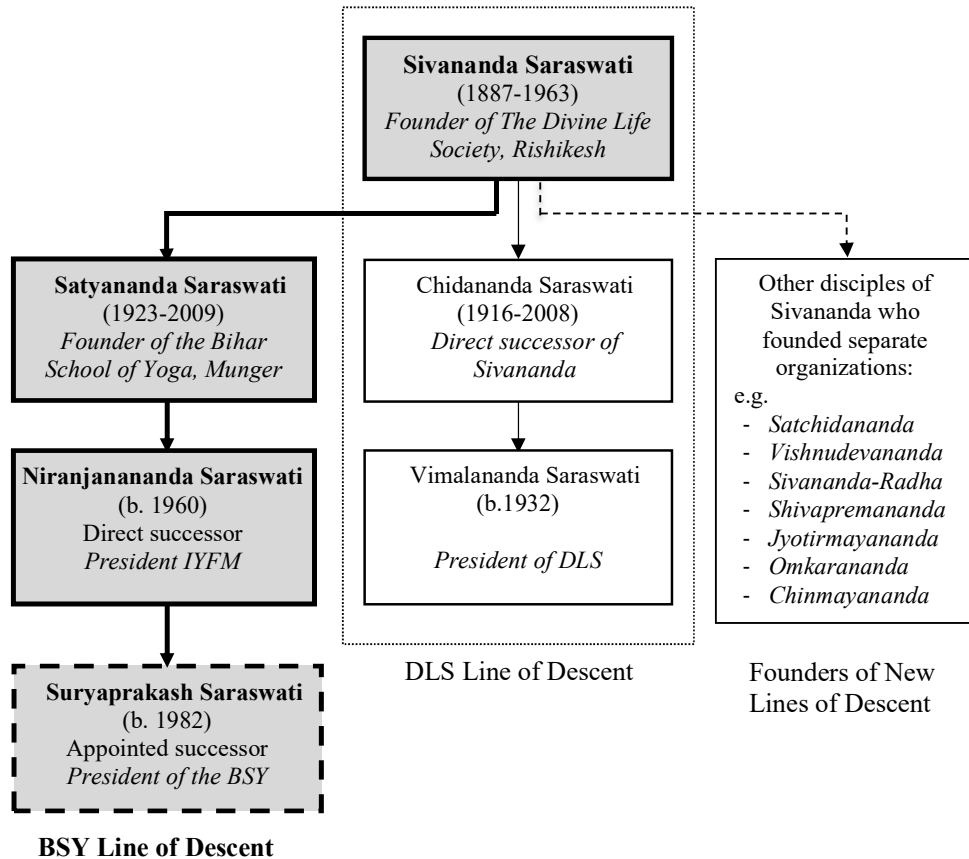 Sivananda Saraswati
(1887-1963)
Founder of The Divine Life
Society, Rishikesh
Satyananda Saraswati
(1923-2009)
Founder of the Bihar
School of Yoga, Munger
Niranjanananda Saraswati
(b. 1960)
Direct successor
President IYFM
Suryaprakash Saraswati
(b. 1982)
Appointed successor
President of the BSY
BSY Line of Descent
Chidananda Saraswati
(1916-2008)
Direct successor of
Sivananda
Vimalananda Saraswati
(b.1932)
President of DLS
DLS Line of Descent
Other disciples of
Sivananda who
founded separate
organizations:
e.g.
- Satchidananda
- Vishnudevananda
- Sivananda-Radha
- Shivapremananda
- Jyotirmayananda
- Omkarananda
- Chinmayananda
Founders of New
Lines of Descent